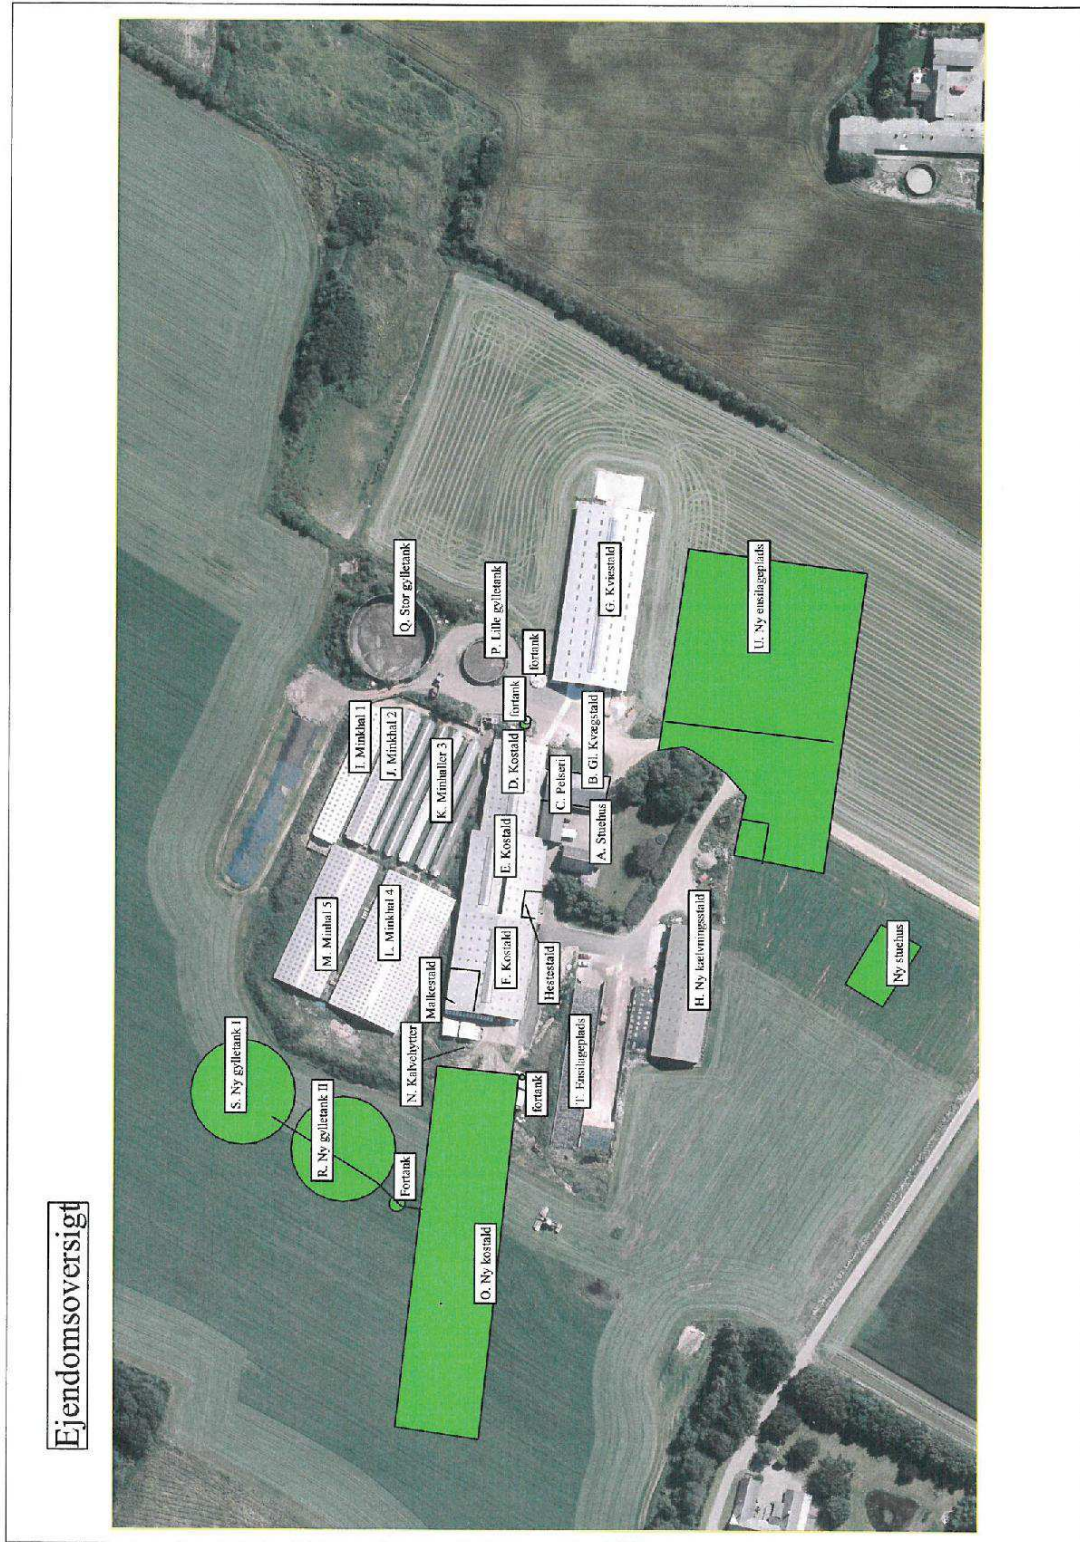 Ejendomsoversigt
S. Ny gylletank I
R. Ny gylletank II
M. Minhal 5
I. Minkhal 1
J. Minkhal 2
L. Minkhal 4
Fortank
Q. Stor gylletank
N. Kalvehytter
Malkestald
K. Minhaller 3
O. Ny kostald
P. Lille gylletank
F. Kostald
E. Kostald
D. Kostald
fortank
fortank
fortank
Hestestald
C. Pelseri
T. Ensilageplads
B. Gl. Kvægstald
A. Stuehus
G. Kviestald
H. Ny kælvningsstald
U. Ny ensilageplads
Ny stuehus